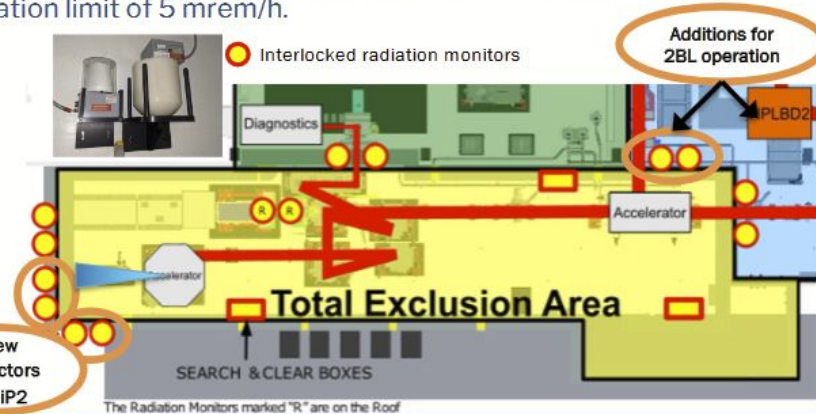 ation limit of 5 mrem/h.
Interlocked radiation monitors
Additions for
2BL operation
Diagnostics
PLBD2
R R
Accelerator
Accelerator
Total Exclusion Area
ew
ctors
iP2
SEARCH & CLEAR BOXES
The Radiation Monitors marked "R" are on the Roof